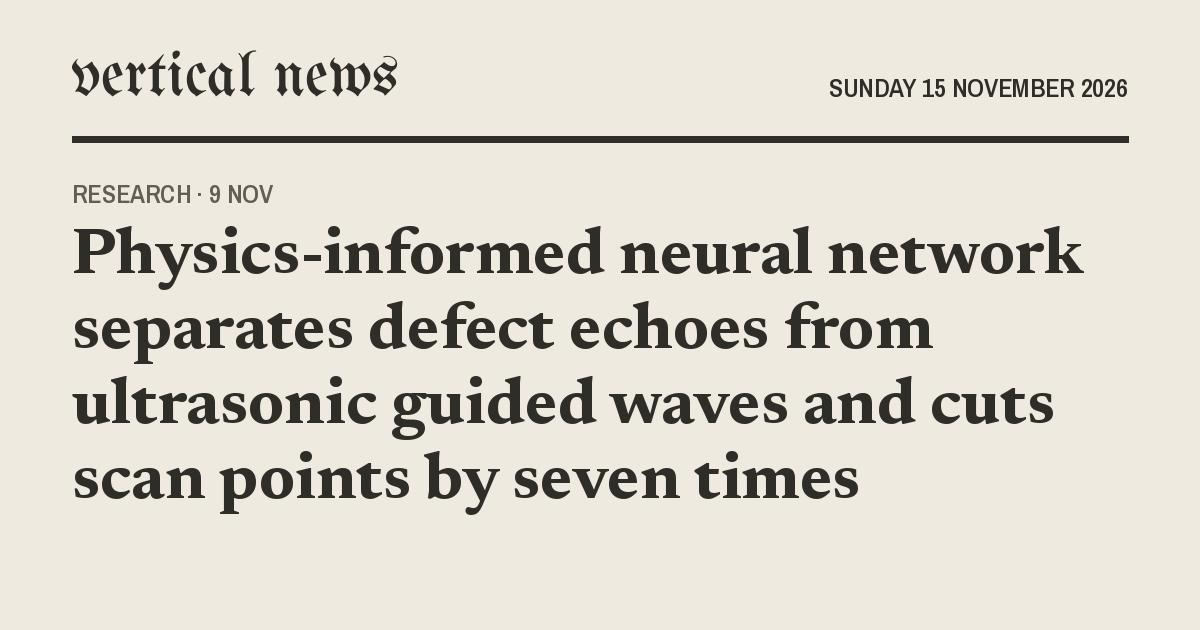 vertical news
SUNDAY 15 NOVEMBER 2026
RESEARCH · 9 NOV
Physics-informed neural network
separates defect echoes from
ultrasonic guided waves and cuts
scan points by seven times